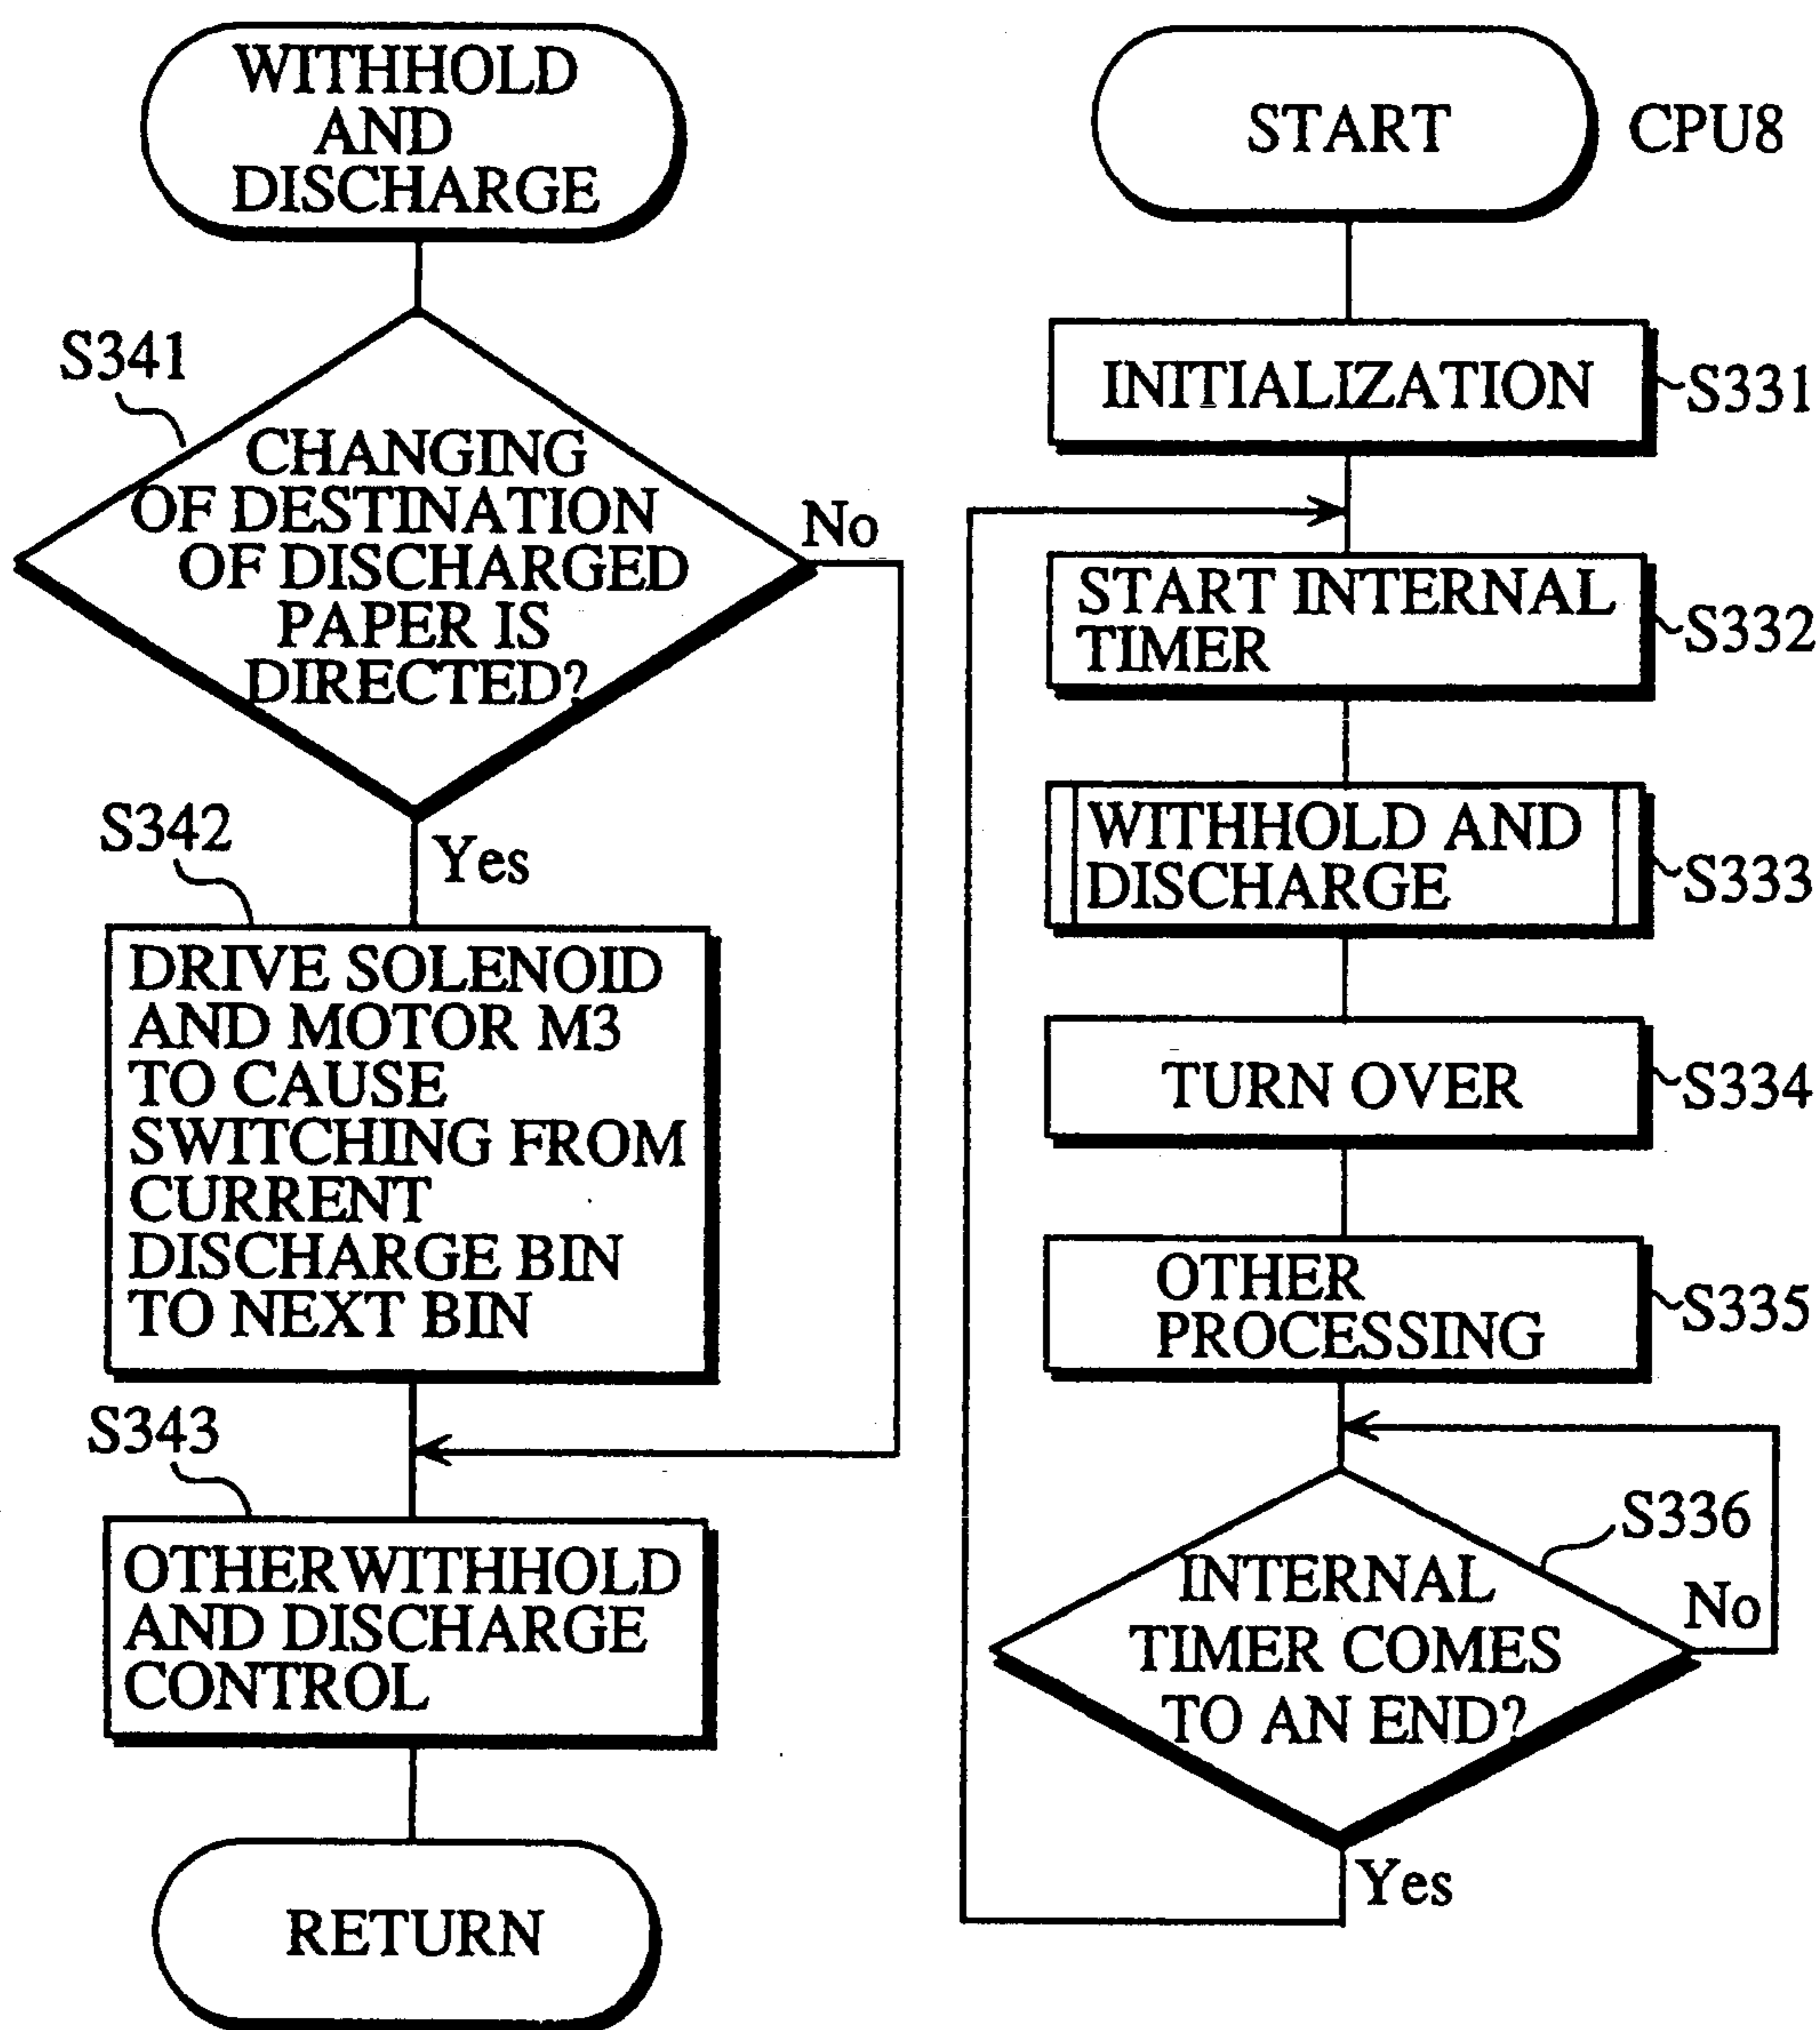 WITHHOLD
AND
DISCHARGE
S341
CHANGING
OF DESTINATION
OF DISCHARGED
PAPER IS
DIRECTED?
No
Yes
S342
DRIVE SOLENOID
AND MOTOR M3
TO CAUSE
SWITCHING FROM
CURRENT
DISCHARGE BIN
TO NEXT BIN
S343
OTHER WITHHOLD
AND DISCHARGE
CONTROL
RETURN
START
CPU8
INITIALIZATION
S331
START INTERNAL
TIMER
S332
WITHHOLD AND
DISCHARGE
S333
TURN OVER
S334
OTHER
PROCESSING
S335
S336
INTERNAL
TIMER COMES
TO AN END?
No
Yes